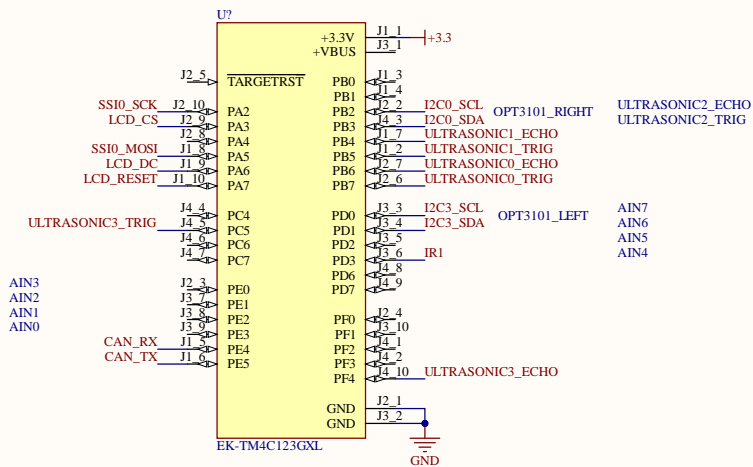 U?
+3.3V J1_1 +3.3
+VBUS J3_1
J2_5 TARGETRST PB0 J1_3
PB1 J1_4
SSI0_SCK J2_10 PA2 PB2 J2_2 I2C0_SCL OPT3101_RIGHT ULTRASONIC2_ECHO
LCD_CS J2_9 PA3 PB3 J4_3 I2C0_SDA ULTRASONIC2_TRIG
J2_8 PA4 PB4 J1_7 ULTRASONIC1_ECHO
SSI0_MOSI J1_8 PA5 PB5 J1_2 ULTRASONIC1_TRIG
LCD_DC J1_9 PA6 PB6 J2_7 ULTRASONIC0_ECHO
LCD_RESET J1_10 PA7 PB7 J2_6 ULTRASONIC0_TRIG
J4_4 PC4 PD0 J3_3 I2C3_SCL OPT3101_LEFT AIN7
ULTRASONIC3_TRIG J4_5 PC5 PD1 J3_4 I2C3_SDA AIN6
J4_6 PC6 PD2 J3_5 AIN5
J4_7 PC7 PD3 J3_6 IR1 AIN4
PD6 J4_8
AIN3 J2_3 PE0 PD7 J4_9
AIN2 J3_7 PE1
AIN1 J3_8 PE2 PF0 J2_4
AIN0 J3_9 PE3 PF1 J3_10
CAN_RX J1_5 PE4 PF2 J4_1
CAN_TX J1_6 PE5 PF3 J4_2
PF4 J4_10 ULTRASONIC3_ECHO
GND J2_1
GND J3_2
EK-TM4C123GXL
GND